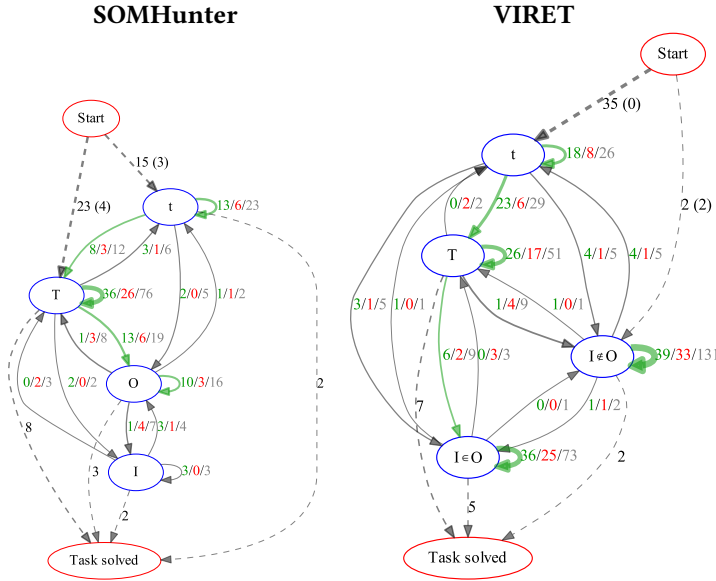 SOMHunter
VIRET
Start
Start
35 (0)
15 (3)
t
18/8/26
23 (4)
2 (2)
t
13/6/23
0/2/2
23/6/29
8/3/12
3/1/6
T
26/17/51
4/1/5
4/1/5
T
36/26/76
2/0/5
1/1/2
3/1/5
1/0/1
1/4/9
1/0/1
1/3/8
13/6/19
6/2/9
0/3/3
I∉O
39/33/131
0/2/3
2/0/2
O
10/3/16
2
7
0/0/1
1/1/2
8
1/4/7
3/1/4
I∈O
36/25/73
2
3
I
3/0/3
5
2
Task solved
Task solved